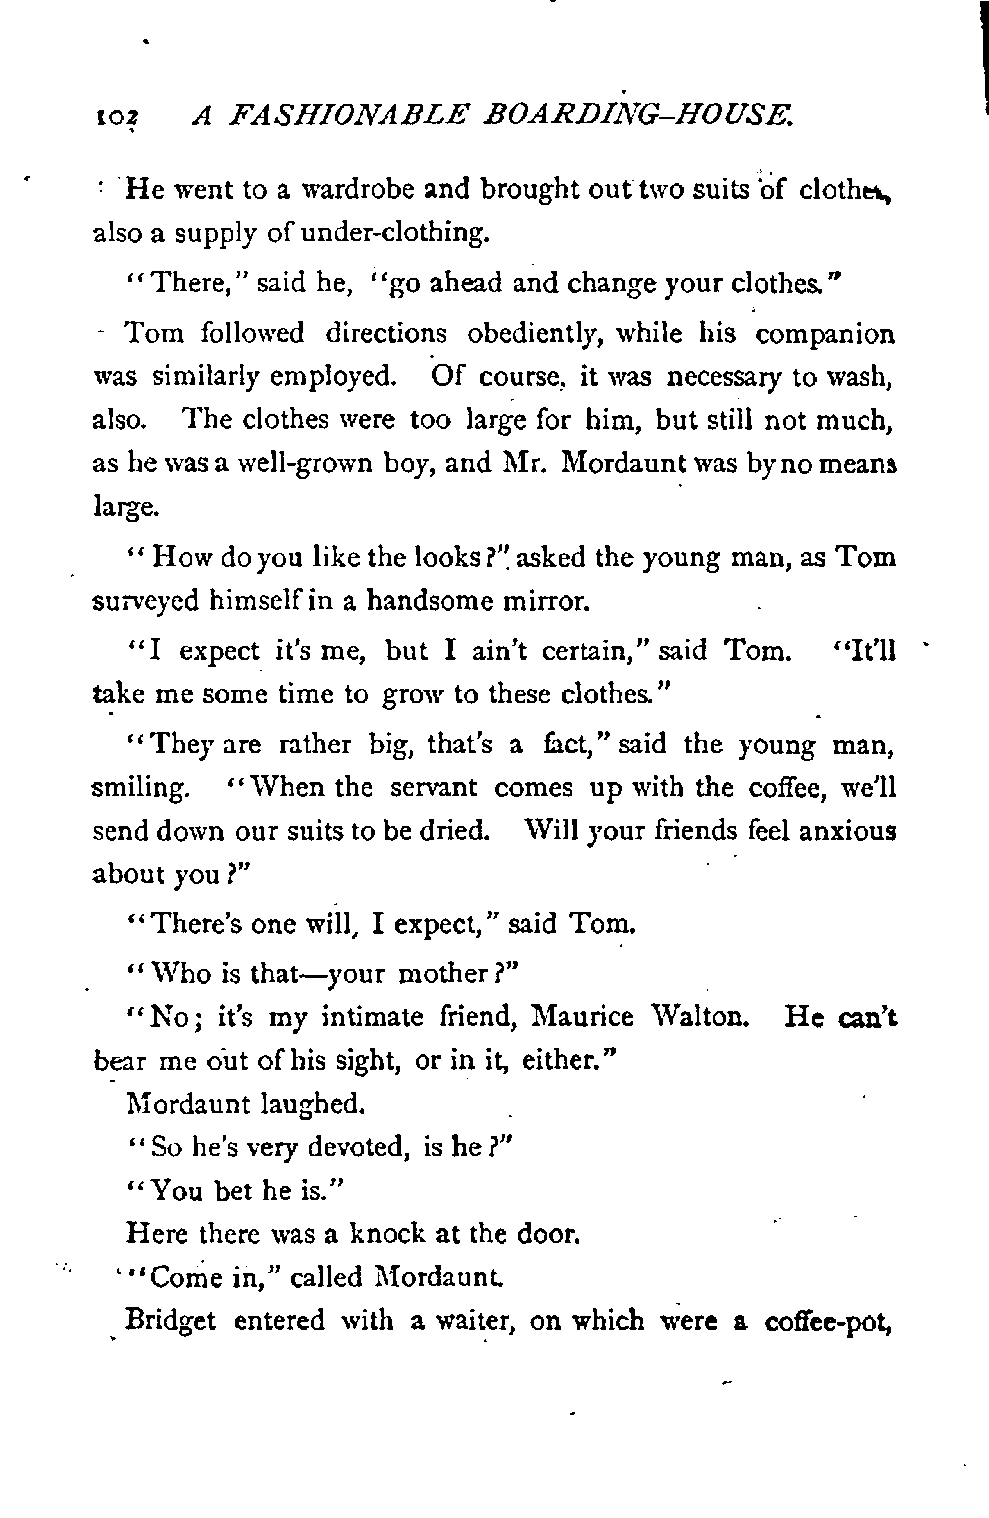 102 A FASHIONABLE BOARDING-HOUSE.
He went to a wardrobe and brought out two suits of clothes,
also a supply of under-clothing.
"There," said he, "go ahead and change your clothes."
Tom followed directions obediently, while his companion
was similarly employed. Of course, it was necessary to wash,
also. The clothes were too large for him, but still not much,
as he was a well-grown boy, and Mr. Mordaunt was by no means
large.
"How do you like the looks?" asked the young man, as Tom
surveyed himself in a handsome mirror.
"I expect it's me, but I ain't certain," said Tom. "It'll
take me some time to grow to these clothes."
"They are rather big, that's a fact," said the young man,
smiling. "When the servant comes up with the coffee, we'll
send down our suits to be dried. Will your friends feel anxious
about you?"
"There's one will, I expect," said Tom.
"Who is that—your mother?"
"No; it's my intimate friend, Maurice Walton. He can't
bear me out of his sight, or in it, either."
Mordaunt laughed.
"So he's very devoted, is he?"
"You bet he is."
Here there was a knock at the door.
"Come in," called Mordaunt.
Bridget entered with a waiter, on which were a coffee-pot,